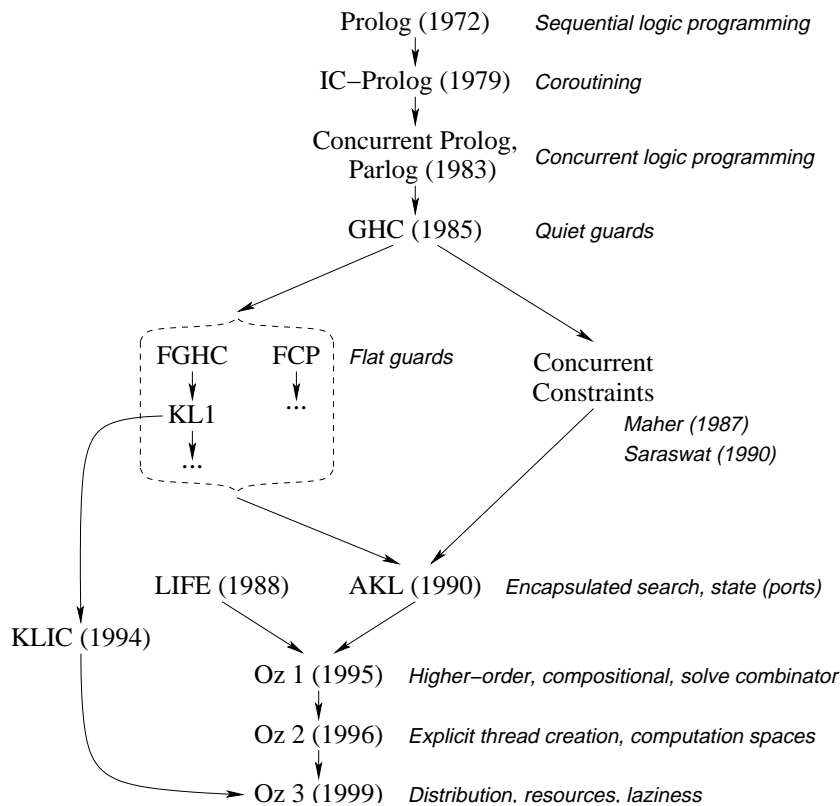 Prolog (1972) Sequential logic programming
IC−Prolog (1979) Coroutining
Concurrent Prolog,
Parlog (1983) Concurrent logic programming
GHC (1985) Quiet guards
FGHC FCP Flat guards
Concurrent
Constraints
...
KL1
Maher (1987)
Saraswat (1990)
...
LIFE (1988) AKL (1990) Encapsulated search, state (ports)
KLIC (1994)
Oz 1 (1995) Higher−order, compositional, solve combinator
Oz 2 (1996) Explicit thread creation, computation spaces
Oz 3 (1999) Distribution, resources, laziness